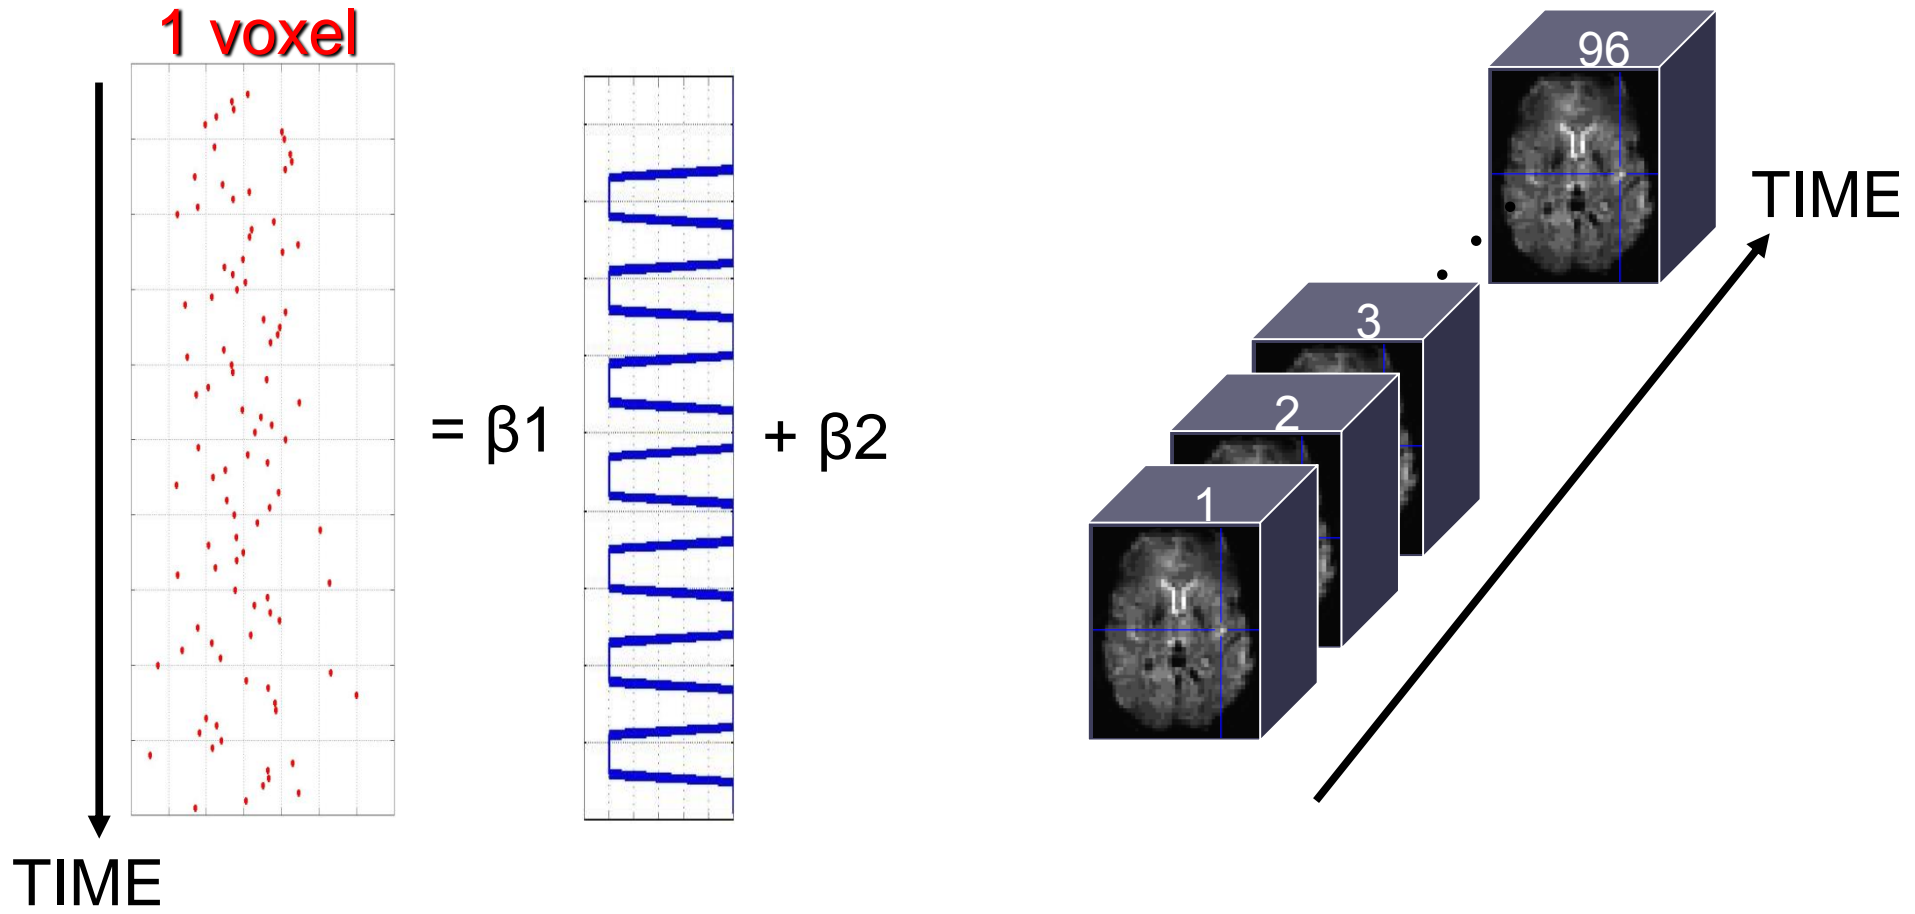 1 voxel
= β1
+ β2
TIME
96
3
2
1
TIME